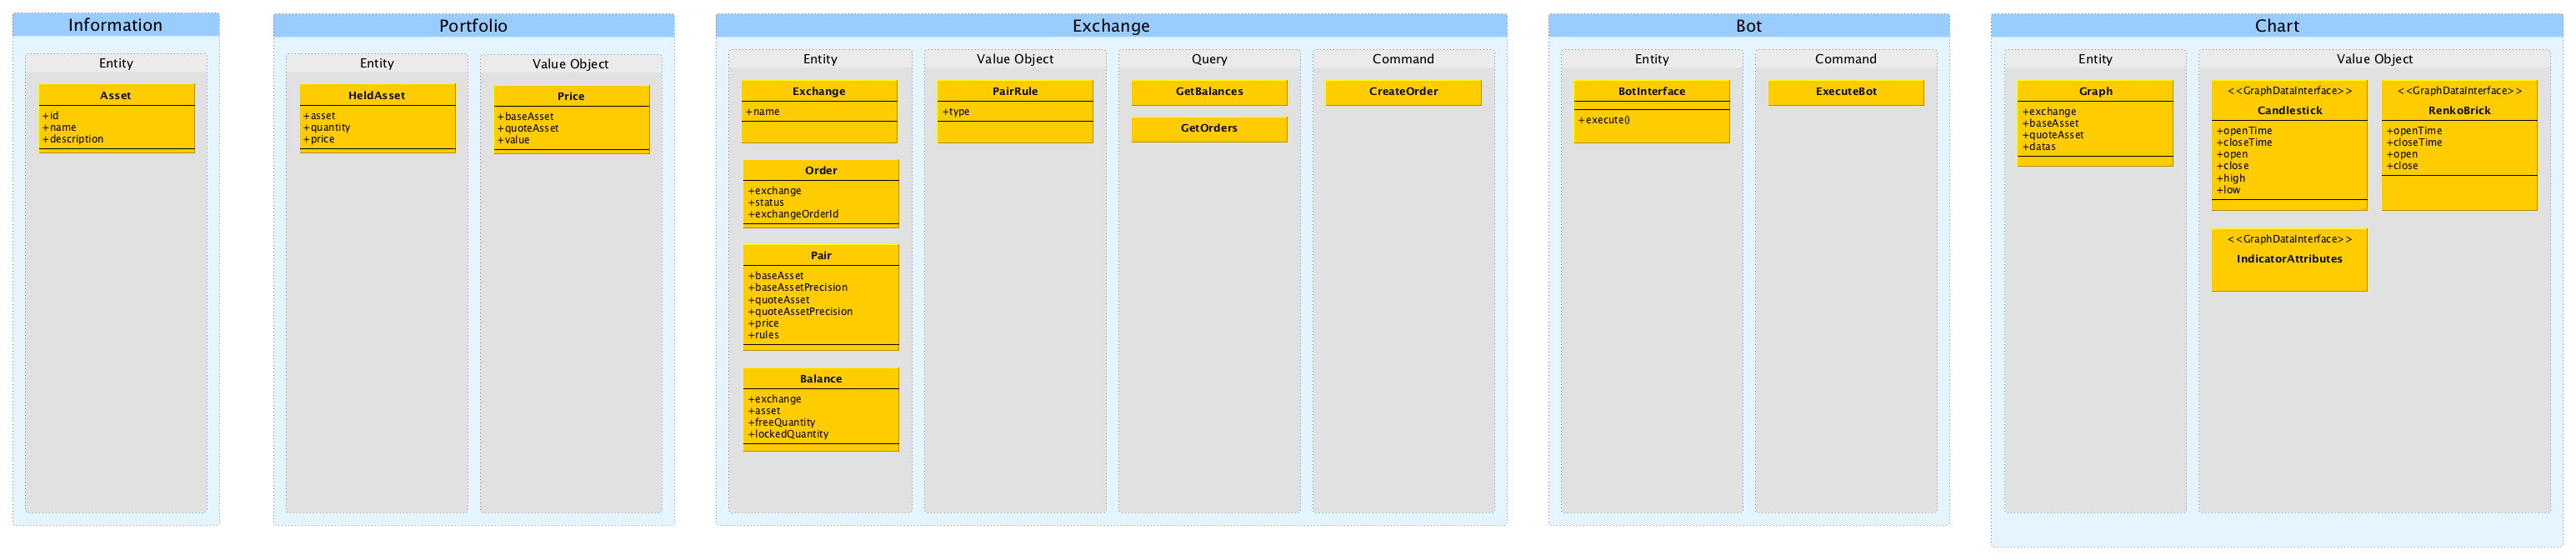 Information
Entity
Asset
+id
+name
+description
Portfolio
Entity
HeldAsset
+asset
+quantity
+price
Value Object
Price
+baseAsset
+quoteAsset
+value
Exchange
Entity
Exchange
+name
Order
+exchange
+status
+exchangeOrderId
Pair
+baseAsset
+baseAssetPrecision
+quoteAsset
+quoteAssetPrecision
+price
+rules
Balance
+exchange
+asset
+freeQuantity
+lockedQuantity
Value Object
PairRule
+type
Query
GetBalances
GetOrders
Command
CreateOrder
Bot
Entity
BotInterface
+execute()
Command
ExecuteBot
Chart
Entity
Graph
+exchange
+baseAsset
+quoteAsset
+datas
Value Object
<<GraphDataInterface>>
Candlestick
+openTime
+closeTime
+open
+close
+high
+low
<<GraphDataInterface>>
RenkoBrick
+openTime
+closeTime
+open
+close
<<GraphDataInterface>>
IndicatorAttributes